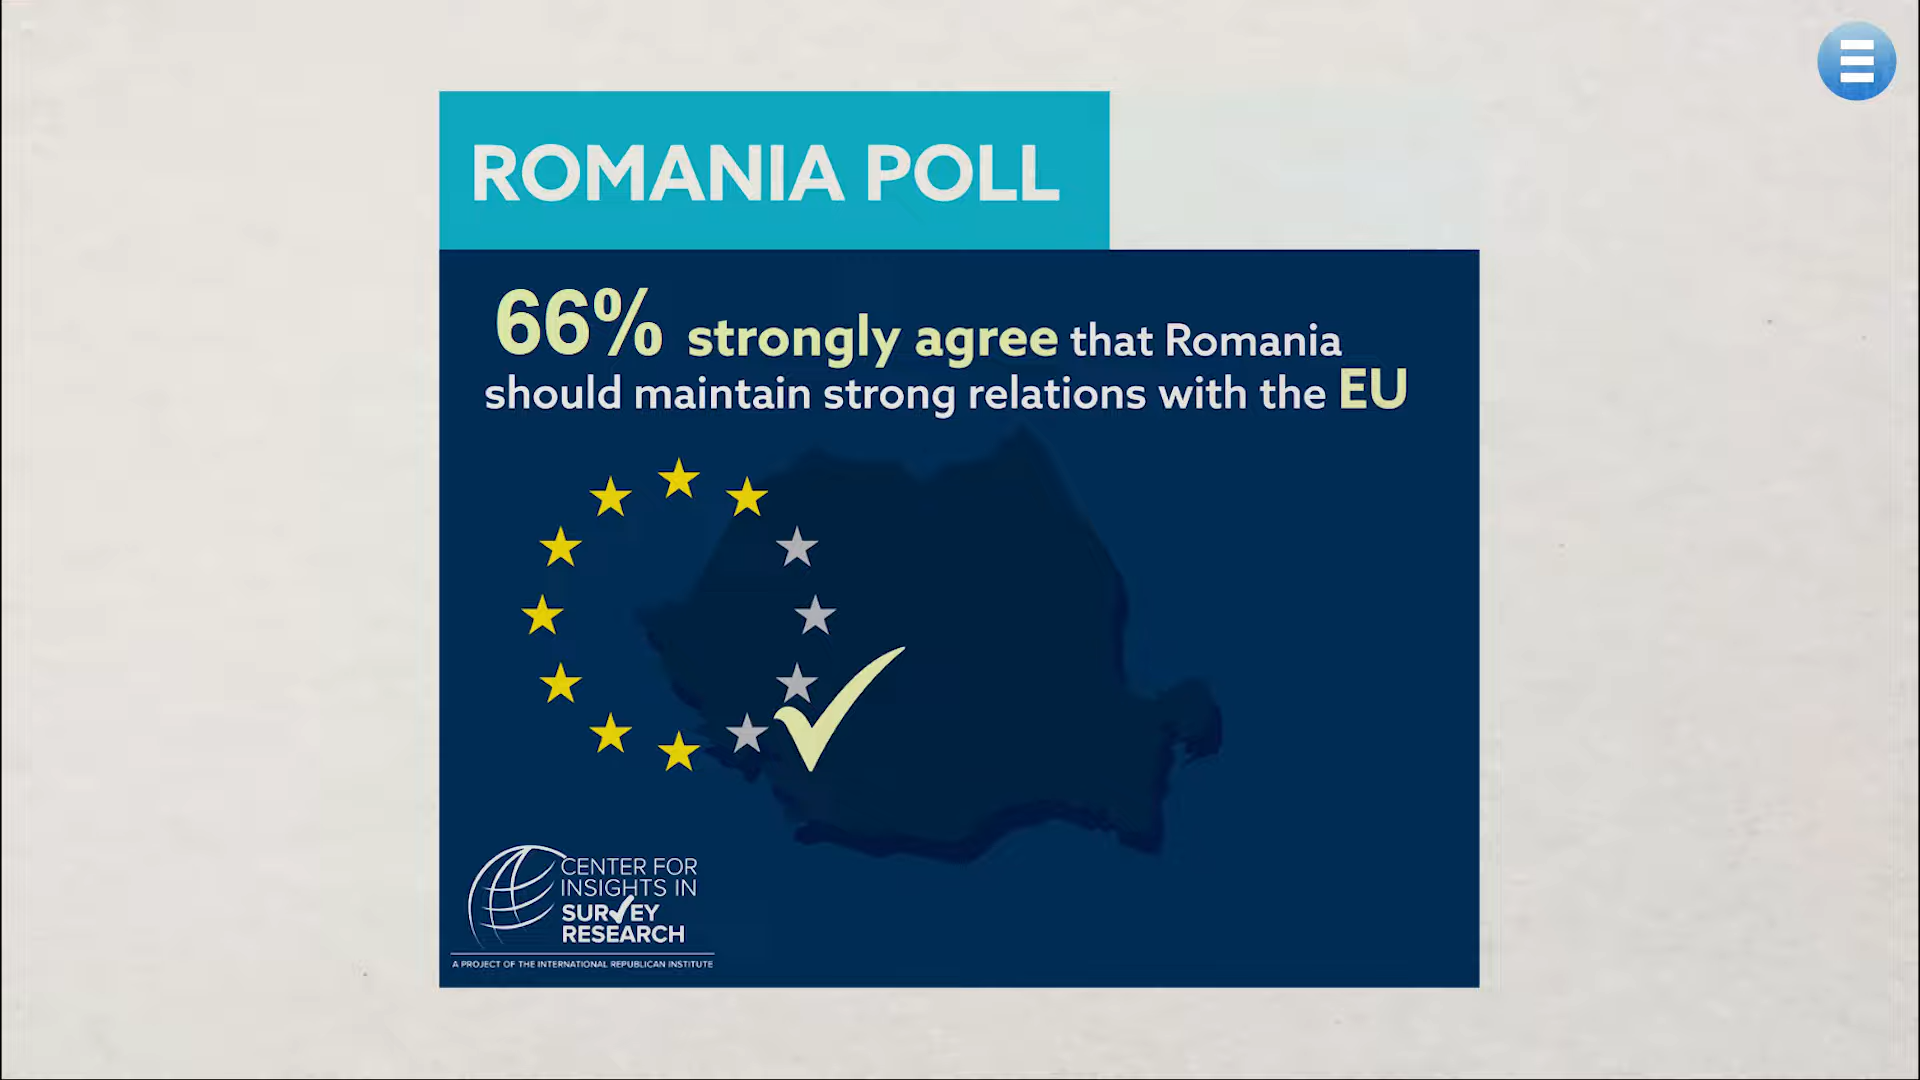 ROMANIA POLL
66% strongly agree that Romania
should maintain strong relations with the EU
CENTER FOR
INSIGHTS IN
SURVEY
RESEARCH
A PROJECT OF THE INTERNATIONAL REPUBLICAN INSTITUTE